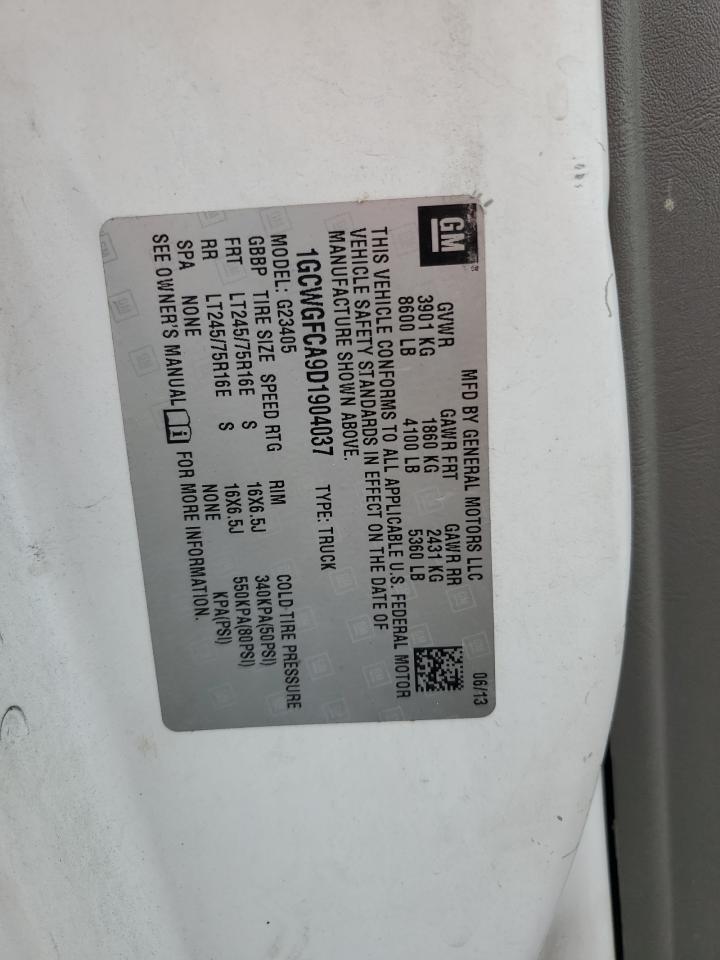 GM
MFD BY GENERAL MOTORS LLC 06/13
GVWR GAWR FRT GAWR RR
3901 KG 1860 KG 2431 KG
8600 LB 4100 LB 5360 LB
THIS VEHICLE CONFORMS TO ALL APPLICABLE U.S. FEDERAL MOTOR
VEHICLE SAFETY STANDARDS IN EFFECT ON THE DATE OF
MANUFACTURE SHOWN ABOVE.
1GCWGFCA9D1904037 TYPE: TRUCK
MODEL: G23405
GBBP TIRE SIZE SPEED RTG RIM COLD-TIRE PRESSURE
FRT LT245/75R16E S 16X6.5J 340KPA(50PSI)
RR LT245/75R16E S 16X6.5J 550KPA(80PSI)
SPA NONE NONE KPA(PSI)
SEE OWNER'S MANUAL FOR MORE INFORMATION.